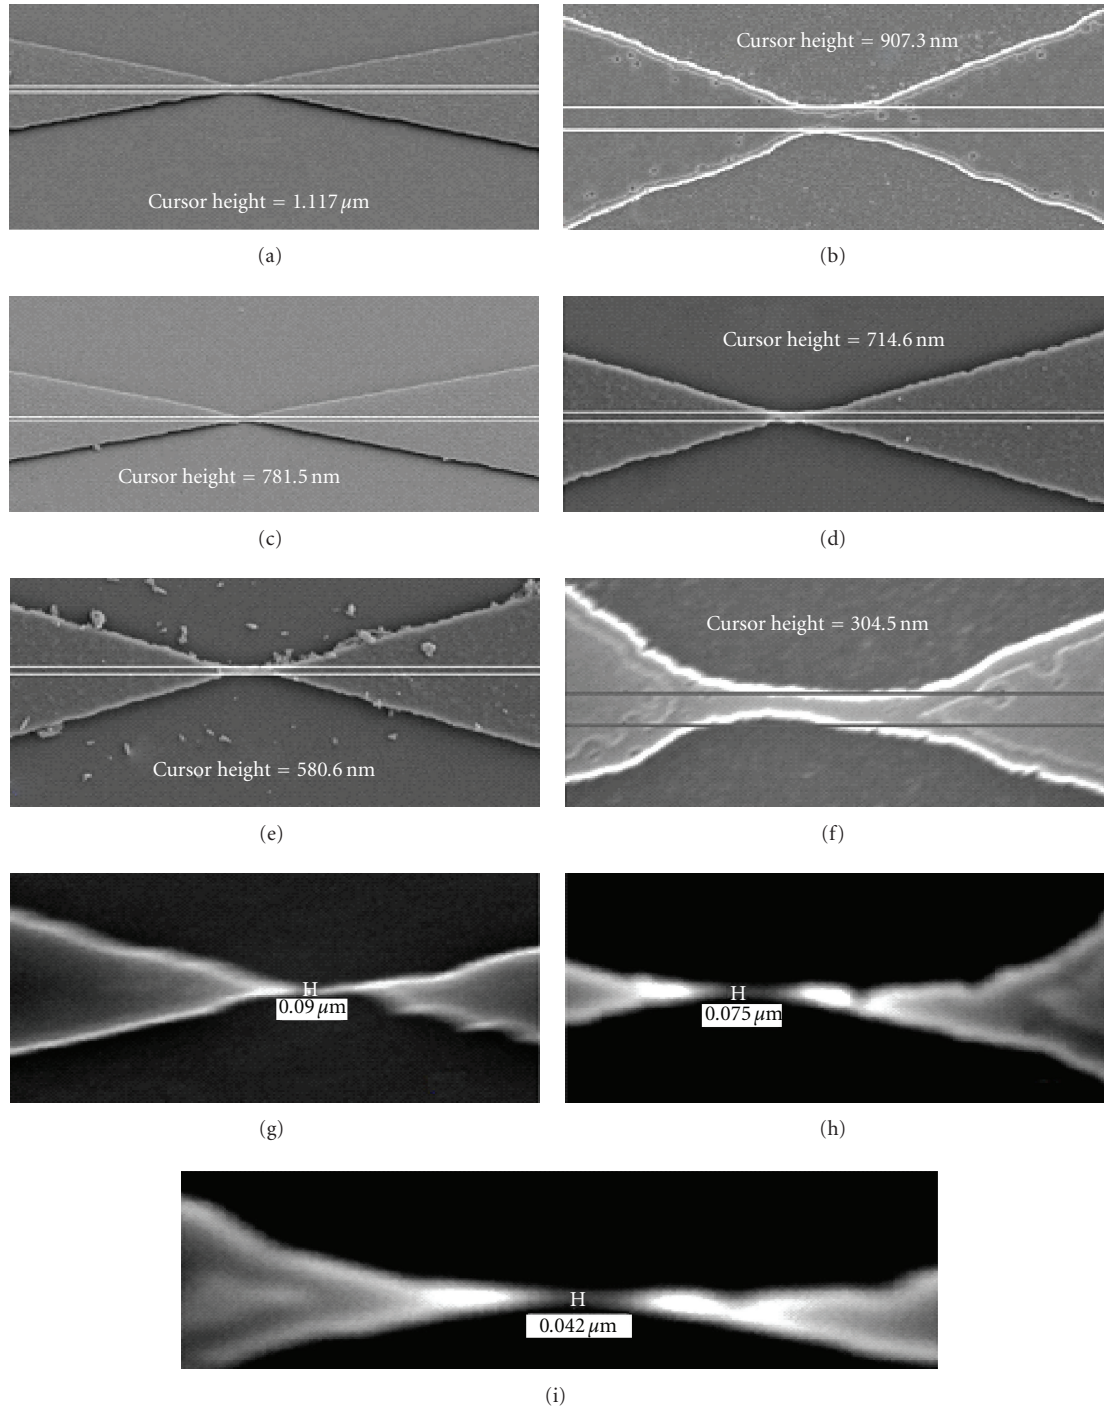 Cursor height = 1.117 μm
(a)
Cursor height = 907.3 nm
(b)
Cursor height = 781.5 nm
(c)
Cursor height = 714.6 nm
(d)
Cursor height = 580.6 nm
(e)
Cursor height = 304.5 nm
(f)
H
0.09 μm
(g)
H
0.075 μm
(h)
H
0.042 μm
(i)